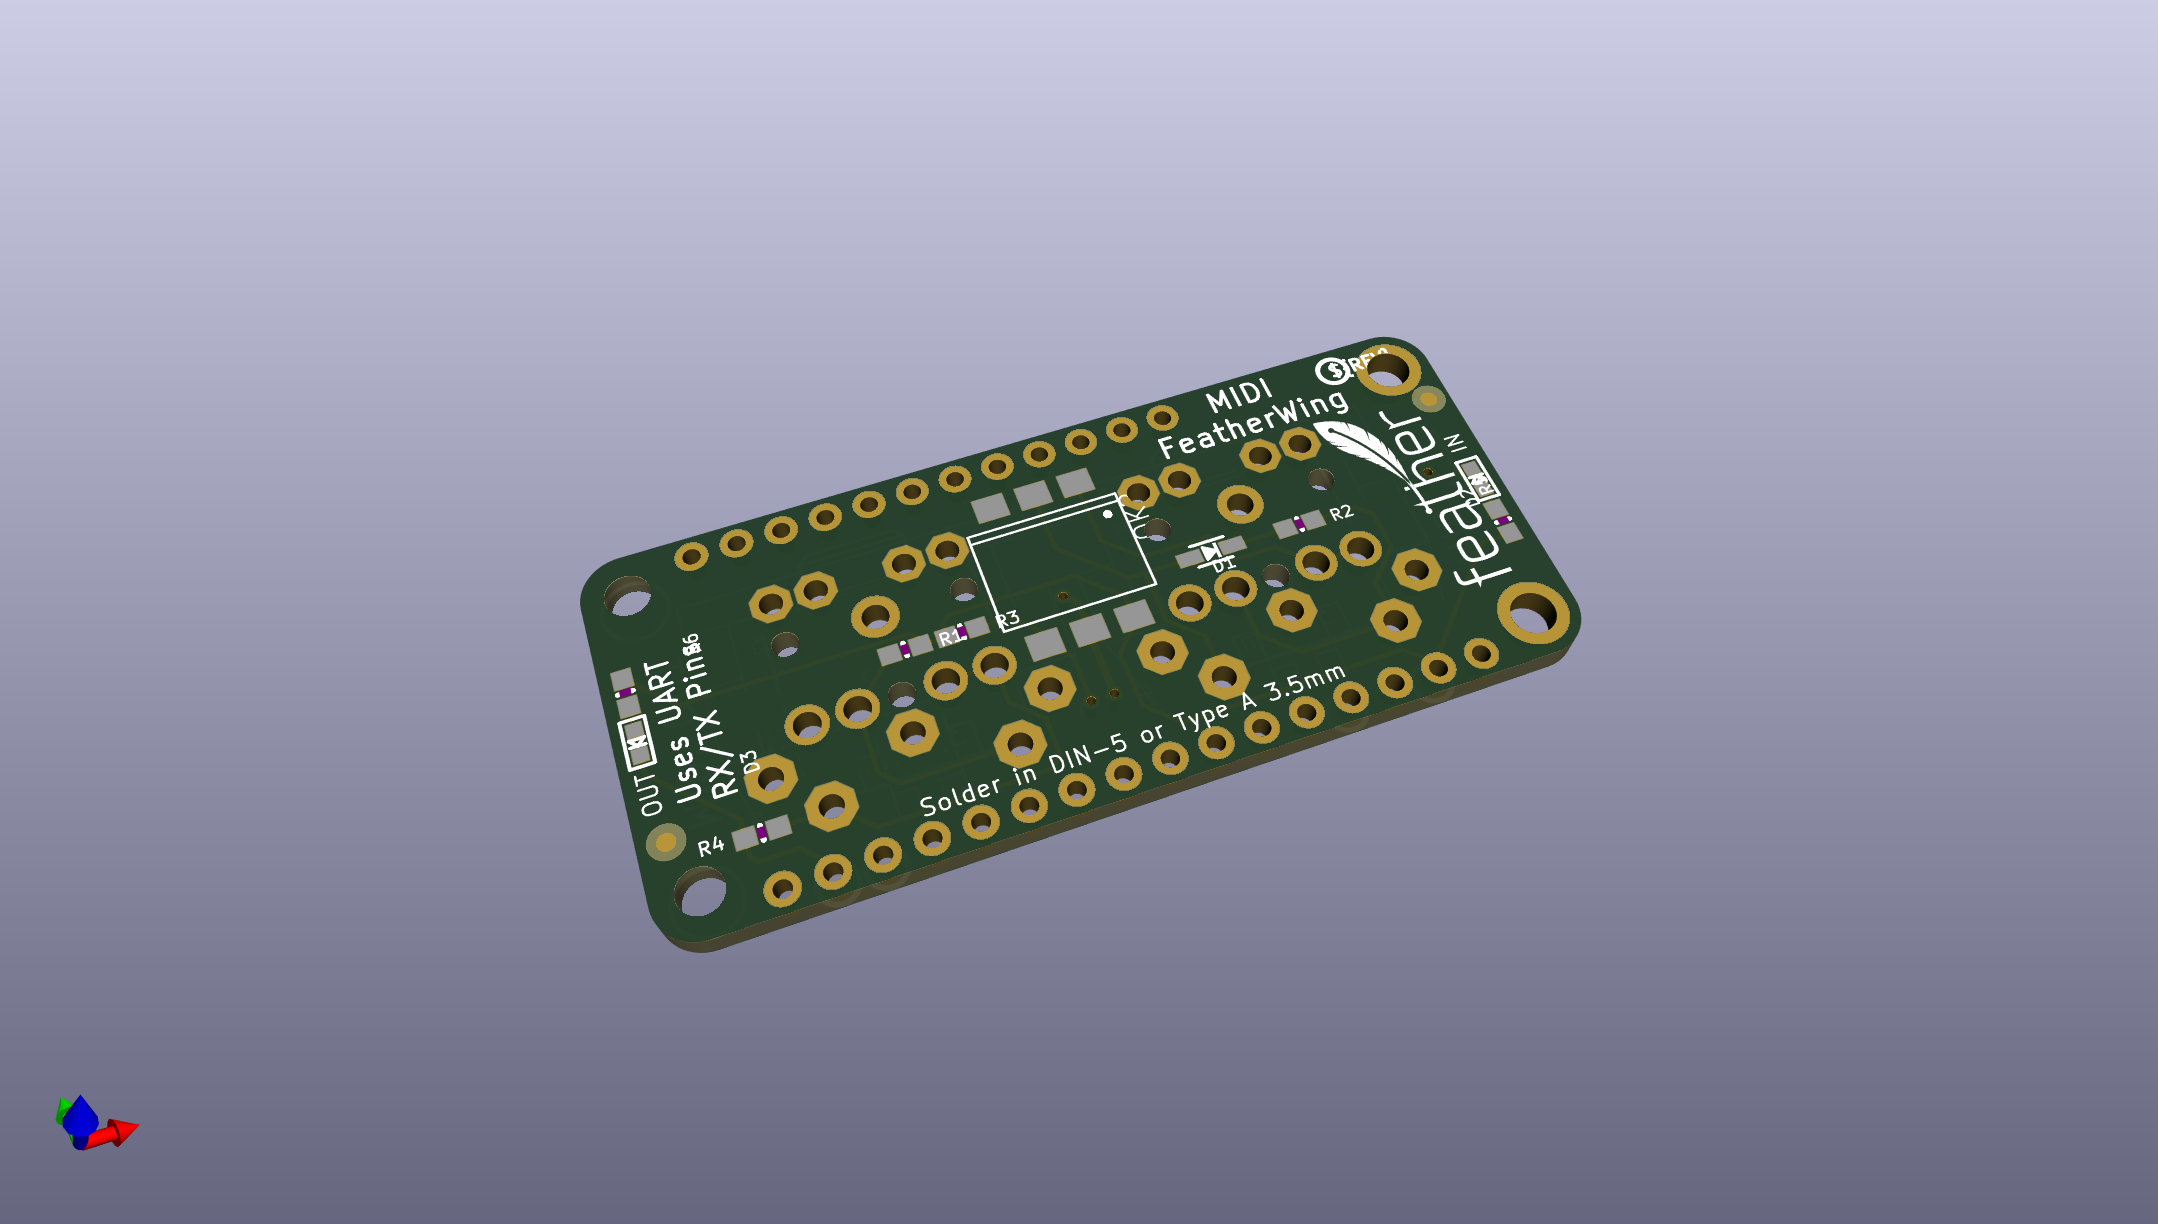 MIDI
FeatherWing
feather
IN
R2
D1
R3
R1
Uses UART
RX/TX Pins
D3
OUT
R4
Solder in DIN-5 or Type A 3.5mm